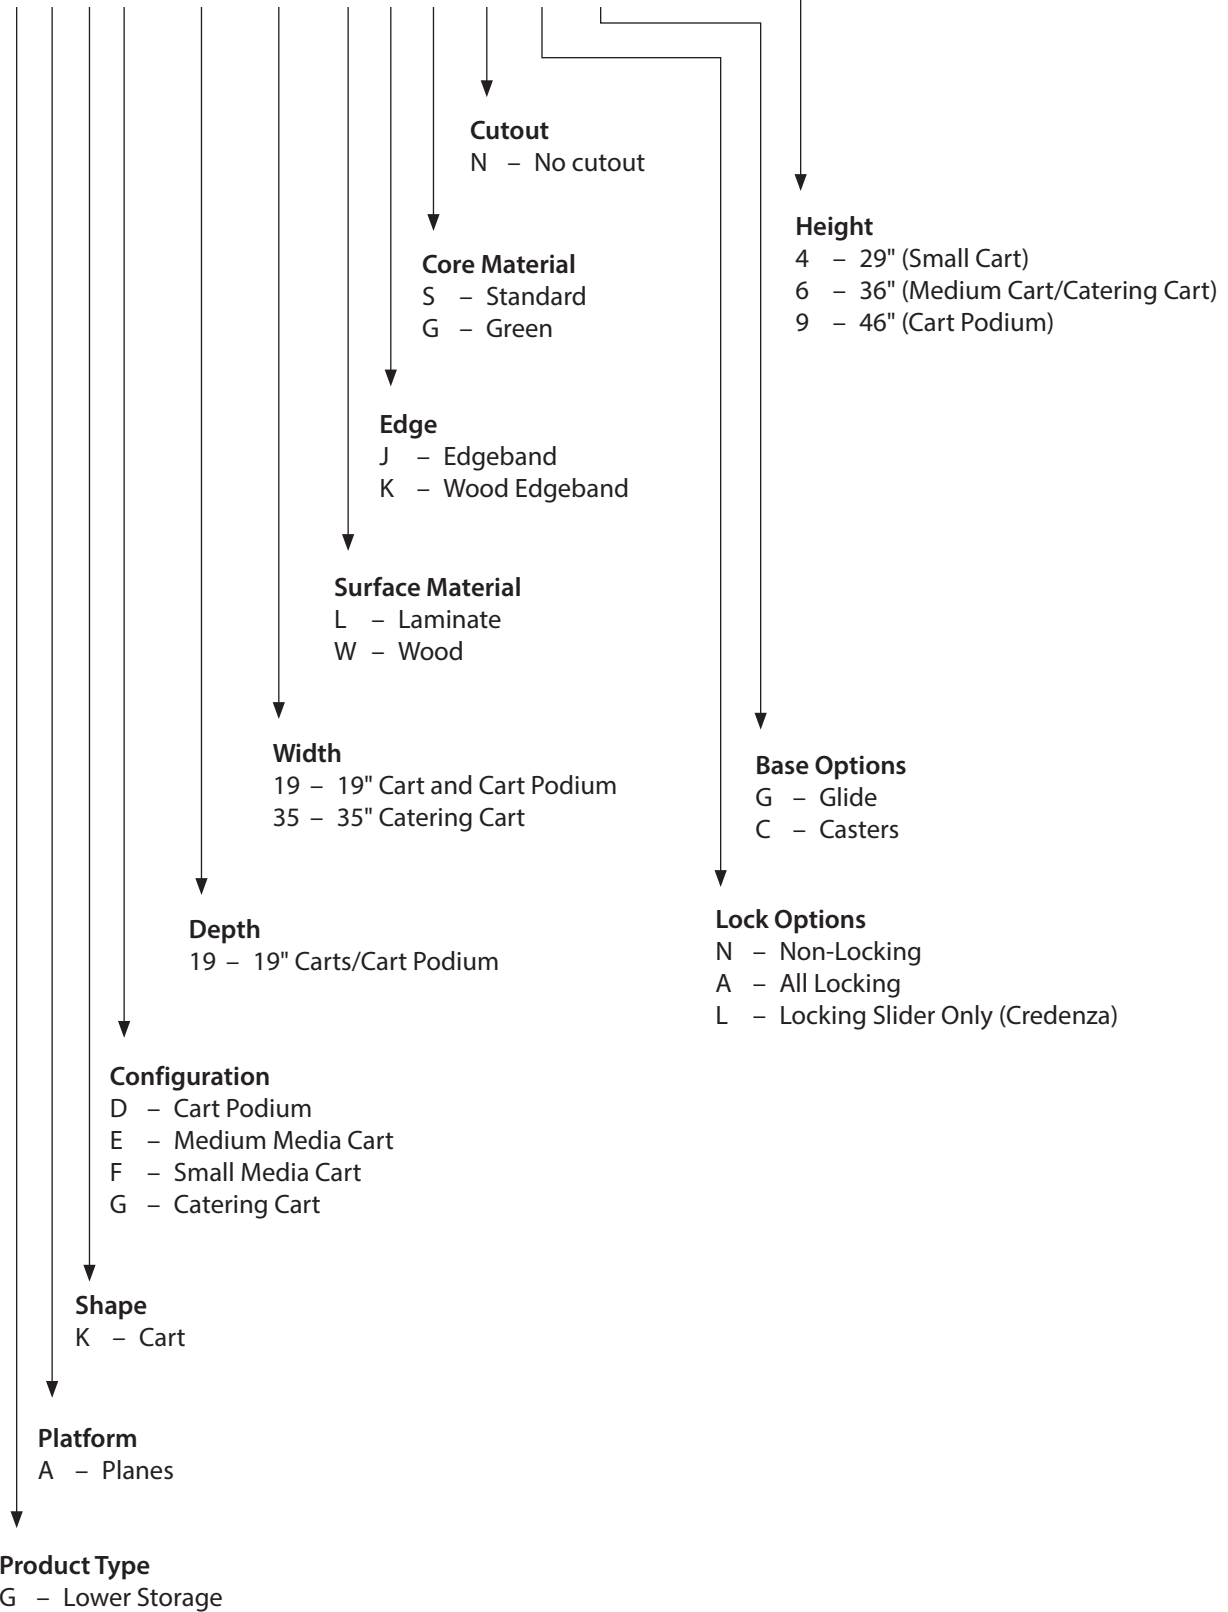 Cutout
N – No cutout
Height
4 – 29" (Small Cart)
6 – 36" (Medium Cart/Catering Cart)
9 – 46" (Cart Podium)
Core Material
S – Standard
G – Green
Edge
J – Edgeband
K – Wood Edgeband
Surface Material
L – Laminate
W – Wood
Width
19 – 19" Cart and Cart Podium
35 – 35" Catering Cart
Base Options
G – Glide
C – Casters
Depth
19 – 19" Carts/Cart Podium
Lock Options
N – Non-Locking
A – All Locking
L – Locking Slider Only (Credenza)
Configuration
D – Cart Podium
E – Medium Media Cart
F – Small Media Cart
G – Catering Cart
Shape
K – Cart
Platform
A – Planes
Product Type
G – Lower Storage